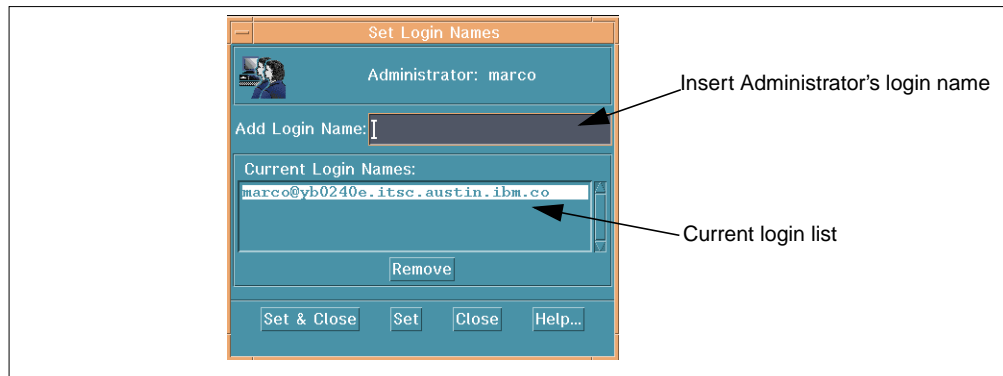 Set Login Names
Administrator: marco
Insert Administrator's login name
Add Login Name:
Current Login Names:
marco@yb0240e.itsc.austin.ibm.co
Current login list
Remove
Set & Close Set Close Help...